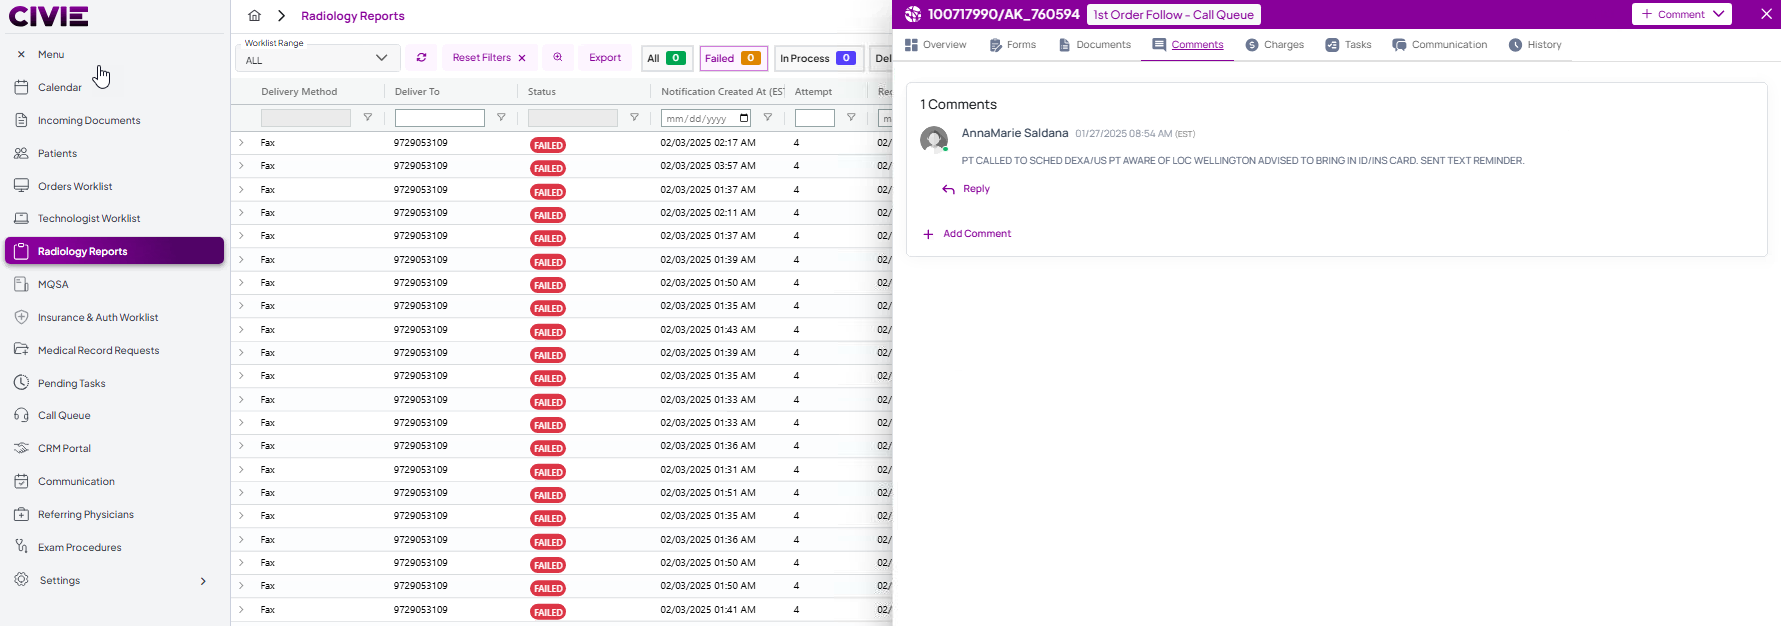 CIVIE
Menu
Calendar
Incoming Documents
Patients
Orders Worklist
Technologist Worklist
Radiology Reports
MQSA
Insurance & Auth Worklist
Medical Record Requests
Pending Tasks
Call Queue
CRM Portal
Communication
Referring Physicians
Exam Procedures
Settings
Radiology Reports
Worklist Range
ALL
Reset Filters
Export
All 0
Failed 0
In Process 0
Del
Delivery Method Deliver To Status Notification Created At (EST Attempt Rec
mm/dd/yyyy m
Fax 9729053109 FAILED 02/03/2025 02:17 AM 4 02/
Fax 9729053109 FAILED 02/03/2025 03:57 AM 4 02/
Fax 9729053109 FAILED 02/03/2025 01:37 AM 4 02/
Fax 9729053109 FAILED 02/03/2025 02:11 AM 4 02/
Fax 9729053109 FAILED 02/03/2025 01:37 AM 4 02/
Fax 9729053109 FAILED 02/03/2025 01:39 AM 4 02/
Fax 9729053109 FAILED 02/03/2025 01:50 AM 4 02/
Fax 9729053109 FAILED 02/03/2025 01:35 AM 4 02/
Fax 9729053109 FAILED 02/03/2025 01:43 AM 4 02/
Fax 9729053109 FAILED 02/03/2025 01:39 AM 4 02/
Fax 9729053109 FAILED 02/03/2025 01:35 AM 4 02/
Fax 9729053109 FAILED 02/03/2025 01:33 AM 4 02/
Fax 9729053109 FAILED 02/03/2025 01:33 AM 4 02/
Fax 9729053109 FAILED 02/03/2025 01:36 AM 4 02/
Fax 9729053109 FAILED 02/03/2025 01:31 AM 4 02/
Fax 9729053109 FAILED 02/03/2025 01:51 AM 4 02/
Fax 9729053109 FAILED 02/03/2025 01:35 AM 4 02/
Fax 9729053109 FAILED 02/03/2025 01:36 AM 4 02/
Fax 9729053109 FAILED 02/03/2025 01:50 AM 4 02/
Fax 9729053109 FAILED 02/03/2025 01:50 AM 4 02/
Fax 9729053109 FAILED 02/03/2025 01:41 AM 4 02/
100717990/AK_760594 1st Order Follow - Call Queue
+ Comment
Overview Forms Documents Comments Charges Tasks Communication History
1 Comments
AnnaMarie Saldana 01/27/2025 08:54 AM (EST)
PT CALLED TO SCHED DEXA/US PT AWARE OF LOC WELLINGTON ADVISED TO BRING IN ID/INS CARD. SENT TEXT REMINDER.
Reply
+ Add Comment